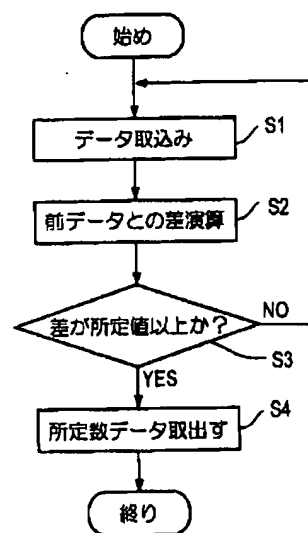 始め
データ取込み
S1
前データとの差演算
S2
差が所定値以上か？
NO
S3
YES
所定数データ取出す
S4
終り